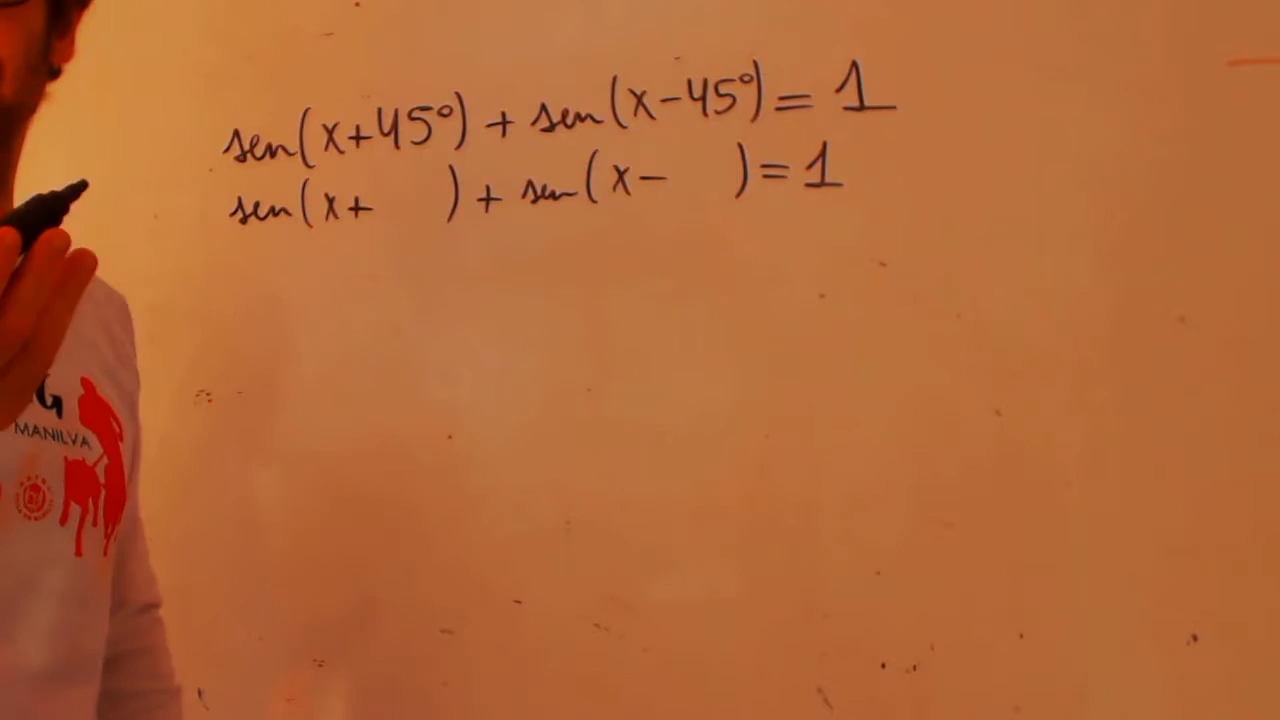 sen(x+45°) + sen(x-45°) = 1
sen(x+    ) + sen(x-    ) = 1
G
MANILVA